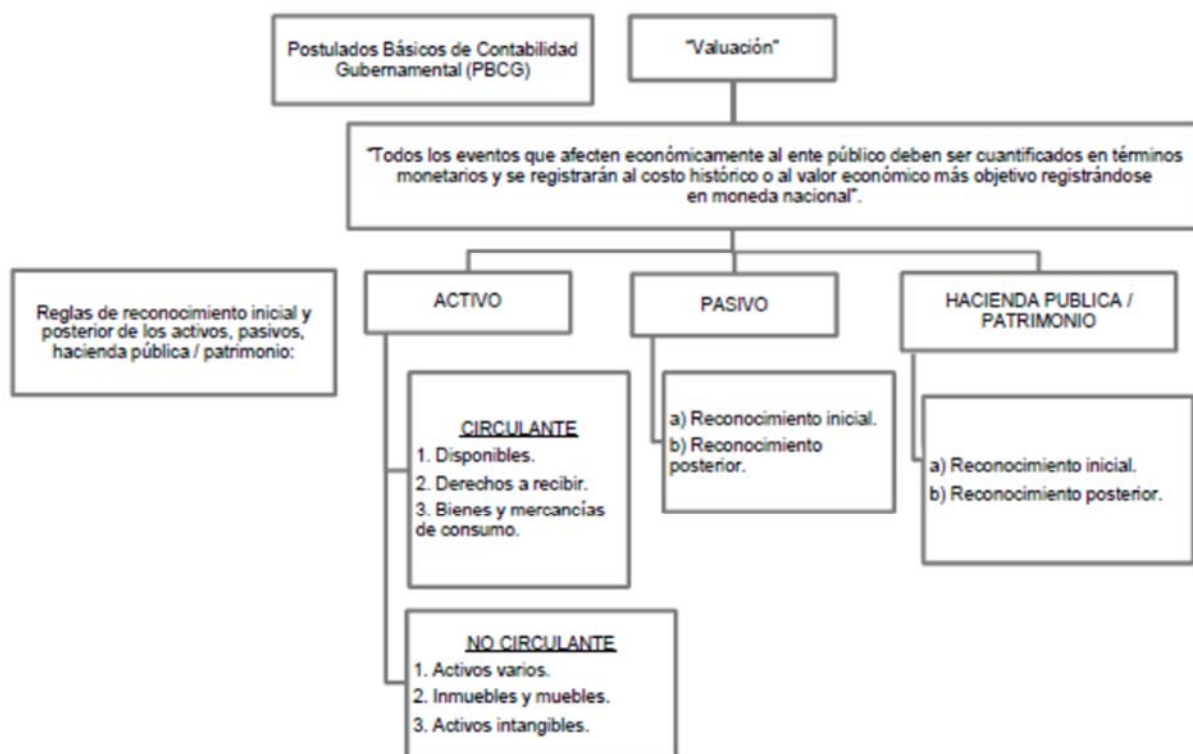 Postulados Básicos de Contabilidad
Gubernamental (PBCG)
"Valuación"
"Todos los eventos que afecten económicamente al ente público deben ser cuantificados en términos
monetarios y se registrarán al costo histórico o al valor económico más objetivo registrándose
en moneda nacional".
Reglas de reconocimiento inicial y
posterior de los activos, pasivos,
hacienda pública / patrimonio:
ACTIVO
PASIVO
HACIENDA PUBLICA /
PATRIMONIO
CIRCULANTE
1. Disponibles.
2. Derechos a recibir.
3. Bienes y mercancías
de consumo.
a) Reconocimiento inicial.
b) Reconocimiento
posterior.
a) Reconocimiento inicial.
b) Reconocimiento posterior.
NO CIRCULANTE
1. Activos varios.
2. Inmuebles y muebles.
3. Activos intangibles.